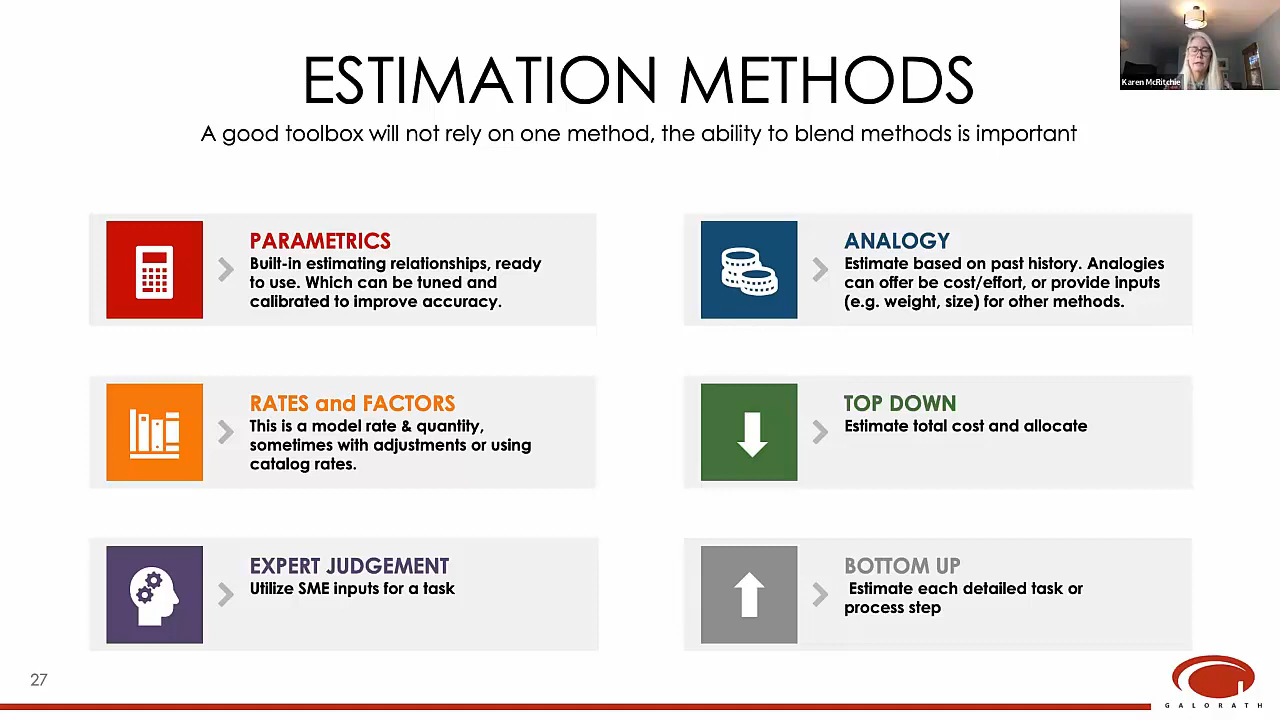 ESTIMATION METHODS
A good toolbox will not rely on one method, the ability to blend methods is important
Karen McRitchie
PARAMETRICS
Built-in estimating relationships, ready
to use. Which can be tuned and
calibrated to improve accuracy.
ANALOGY
Estimate based on past history. Analogies
can offer be cost/effort, or provide inputs
(e.g. weight, size) for other methods.
RATES and FACTORS
This is a model rate & quantity,
sometimes with adjustments or using
catalog rates.
TOP DOWN
Estimate total cost and allocate
EXPERT JUDGEMENT
Utilize SME inputs for a task
BOTTOM UP
Estimate each detailed task or
process step
27
GALORATH